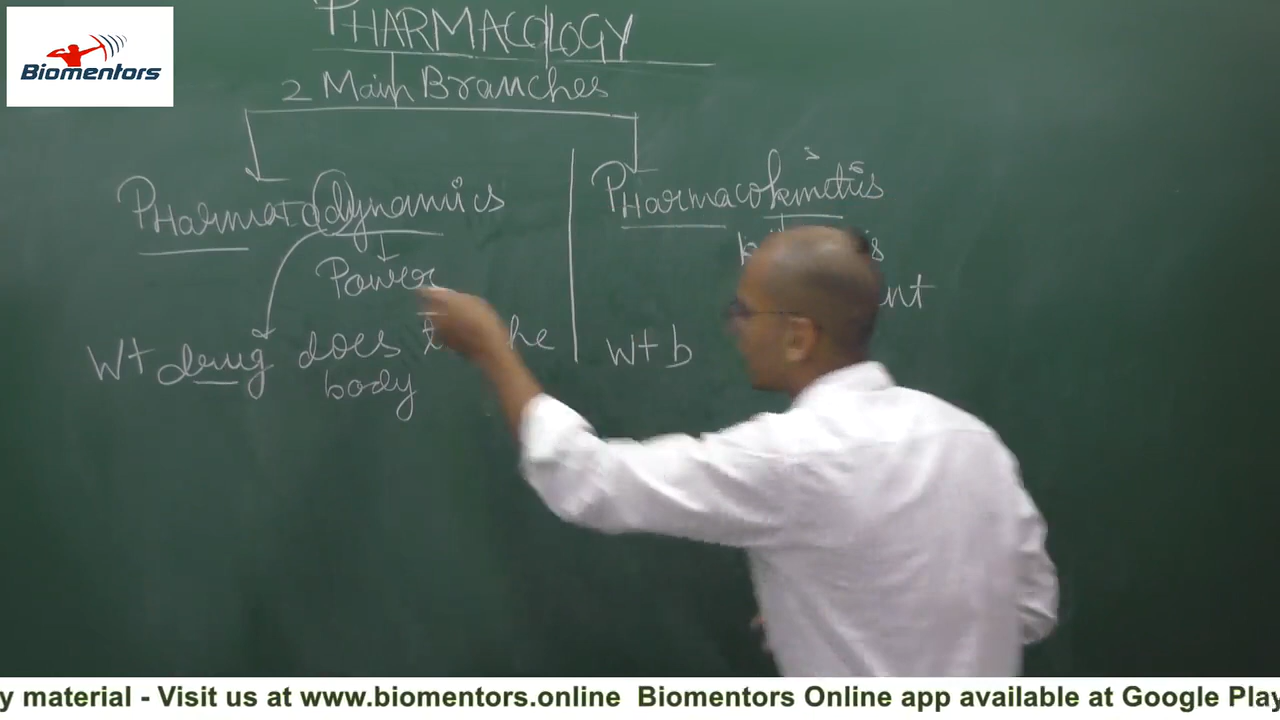 Biomentors
PHARMACOLOGY
2 Main Branches
PHarmacodynamics
Power
Wt drug does the
body
PHarmacokinetics
Wt b
y material - Visit us at www.biomentors.online Biomentors Online app available at Google Play